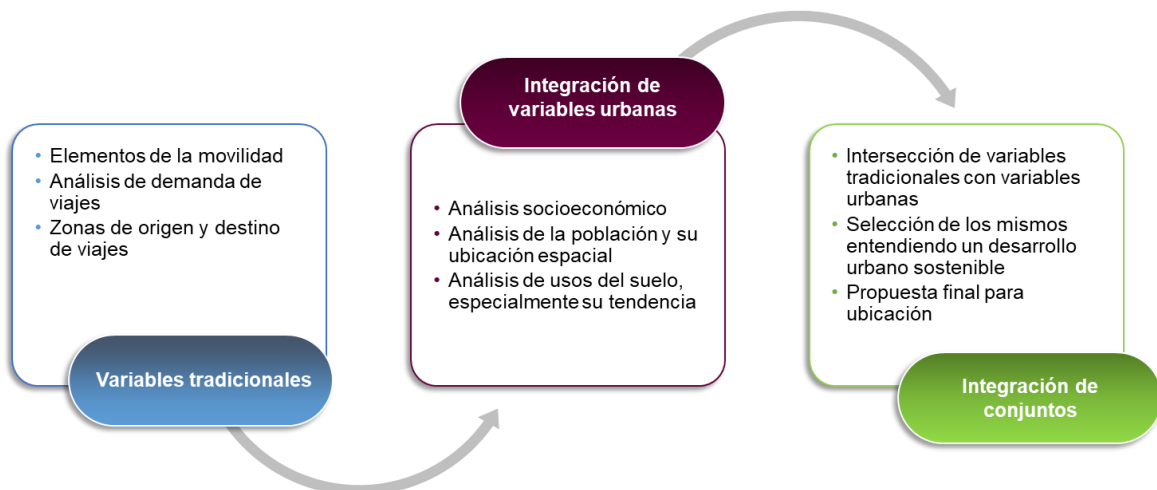 • Elementos de la movilidad
• Análisis de demanda de
viajes
• Zonas de origen y destino
de viajes
Variables tradicionales
Integración de
variables urbanas
• Análisis socioeconómico
• Análisis de la población y su
ubicación espacial
• Análisis de usos del suelo,
especialmente su tendencia
• Intersección de variables
tradicionales con variables
urbanas
• Selección de los mismos
entendiendo un desarrollo
urbano sostenible
• Propuesta final para
ubicación
Integración de
conjuntos